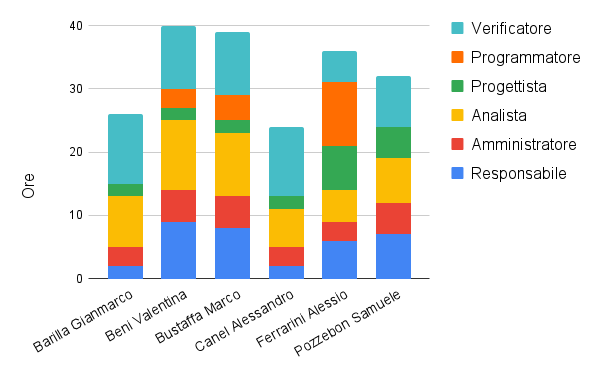 40
30
20
10
0
Ore
Barilla Gianmarco
Beni Valentina
Bustaffa Marco
Canel Alessandro
Ferrarini Alessio
Pozzebon Samuele
Verificatore
Programmatore
Progettista
Analista
Amministratore
Responsabile